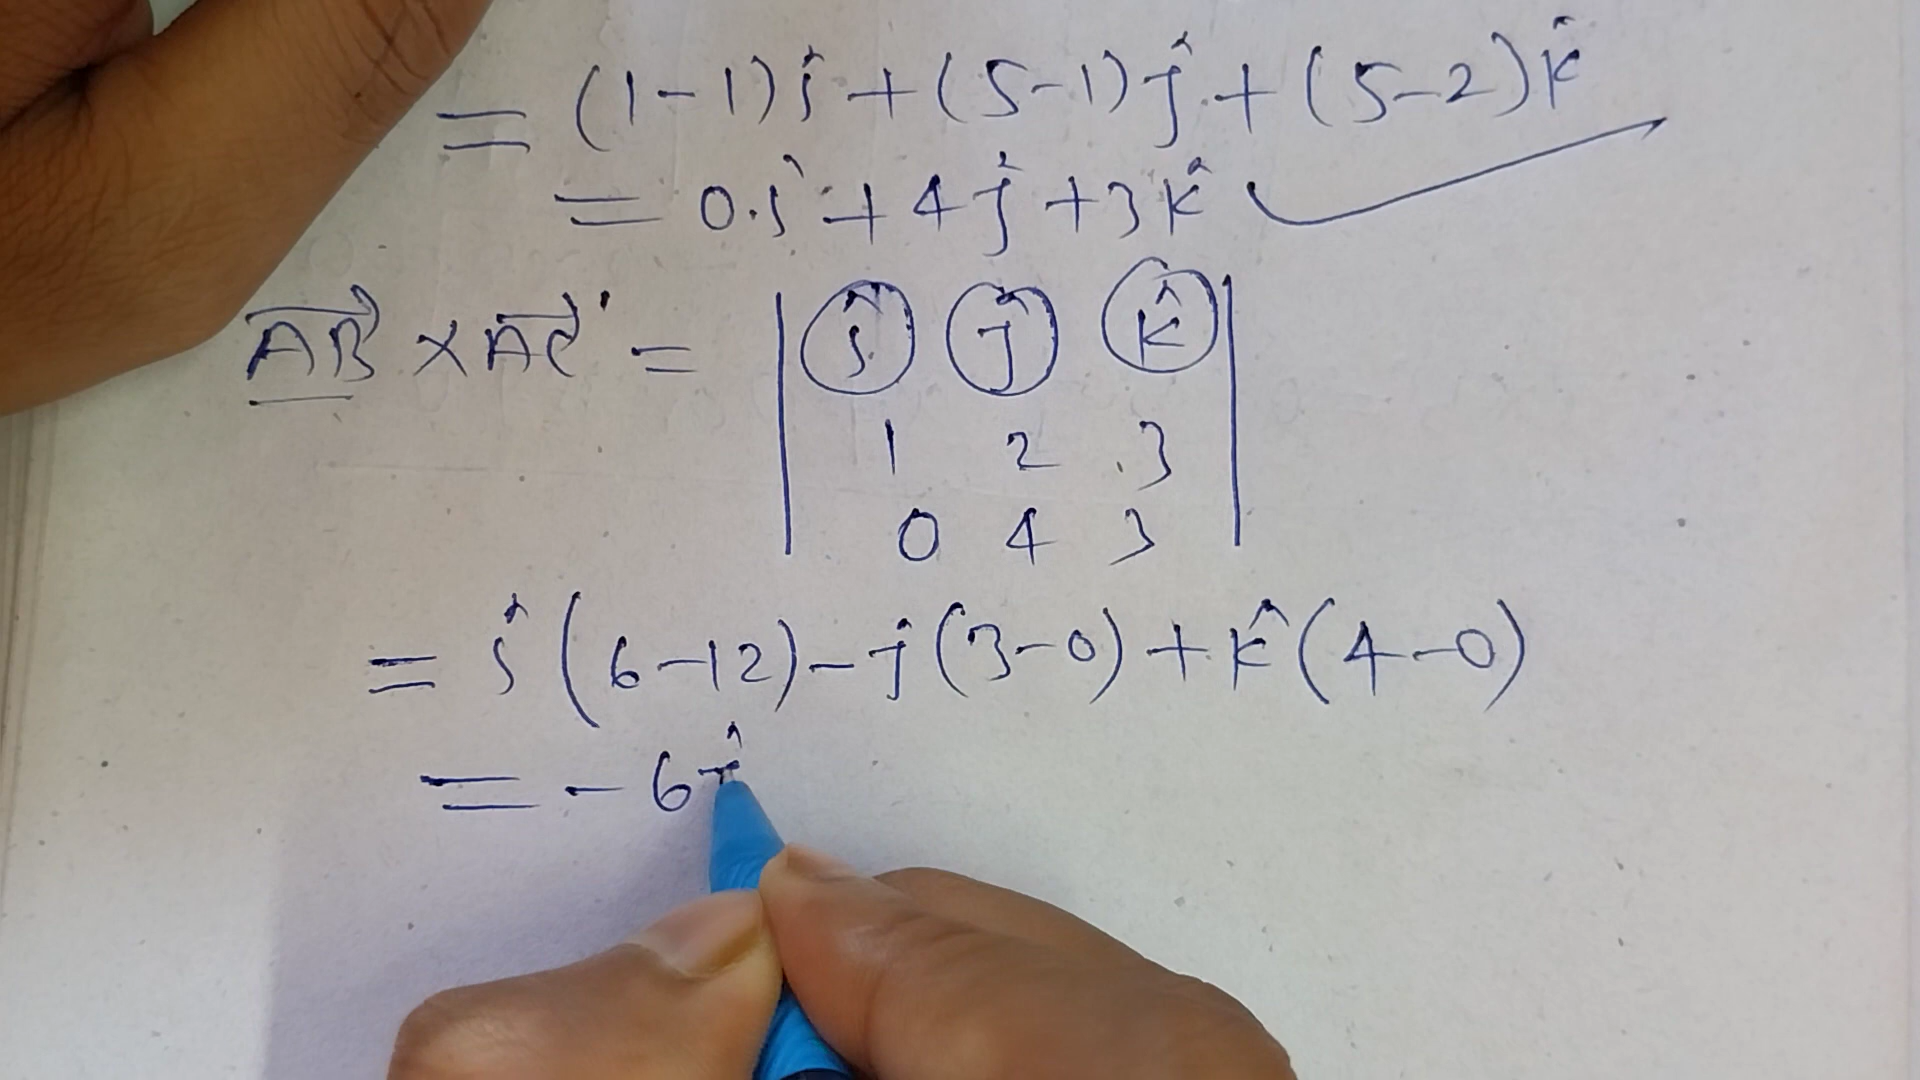 = (1-1)î + (5-1)ĵ + (5-2)k̂
= 0.î + 4ĵ + 3k̂
AB⃗ × AC⃗ = | î ĵ k̂ |
1 2 3
0 4 3
= î (6-12) - j (3-0) + k̂ (4-0)
= - 6